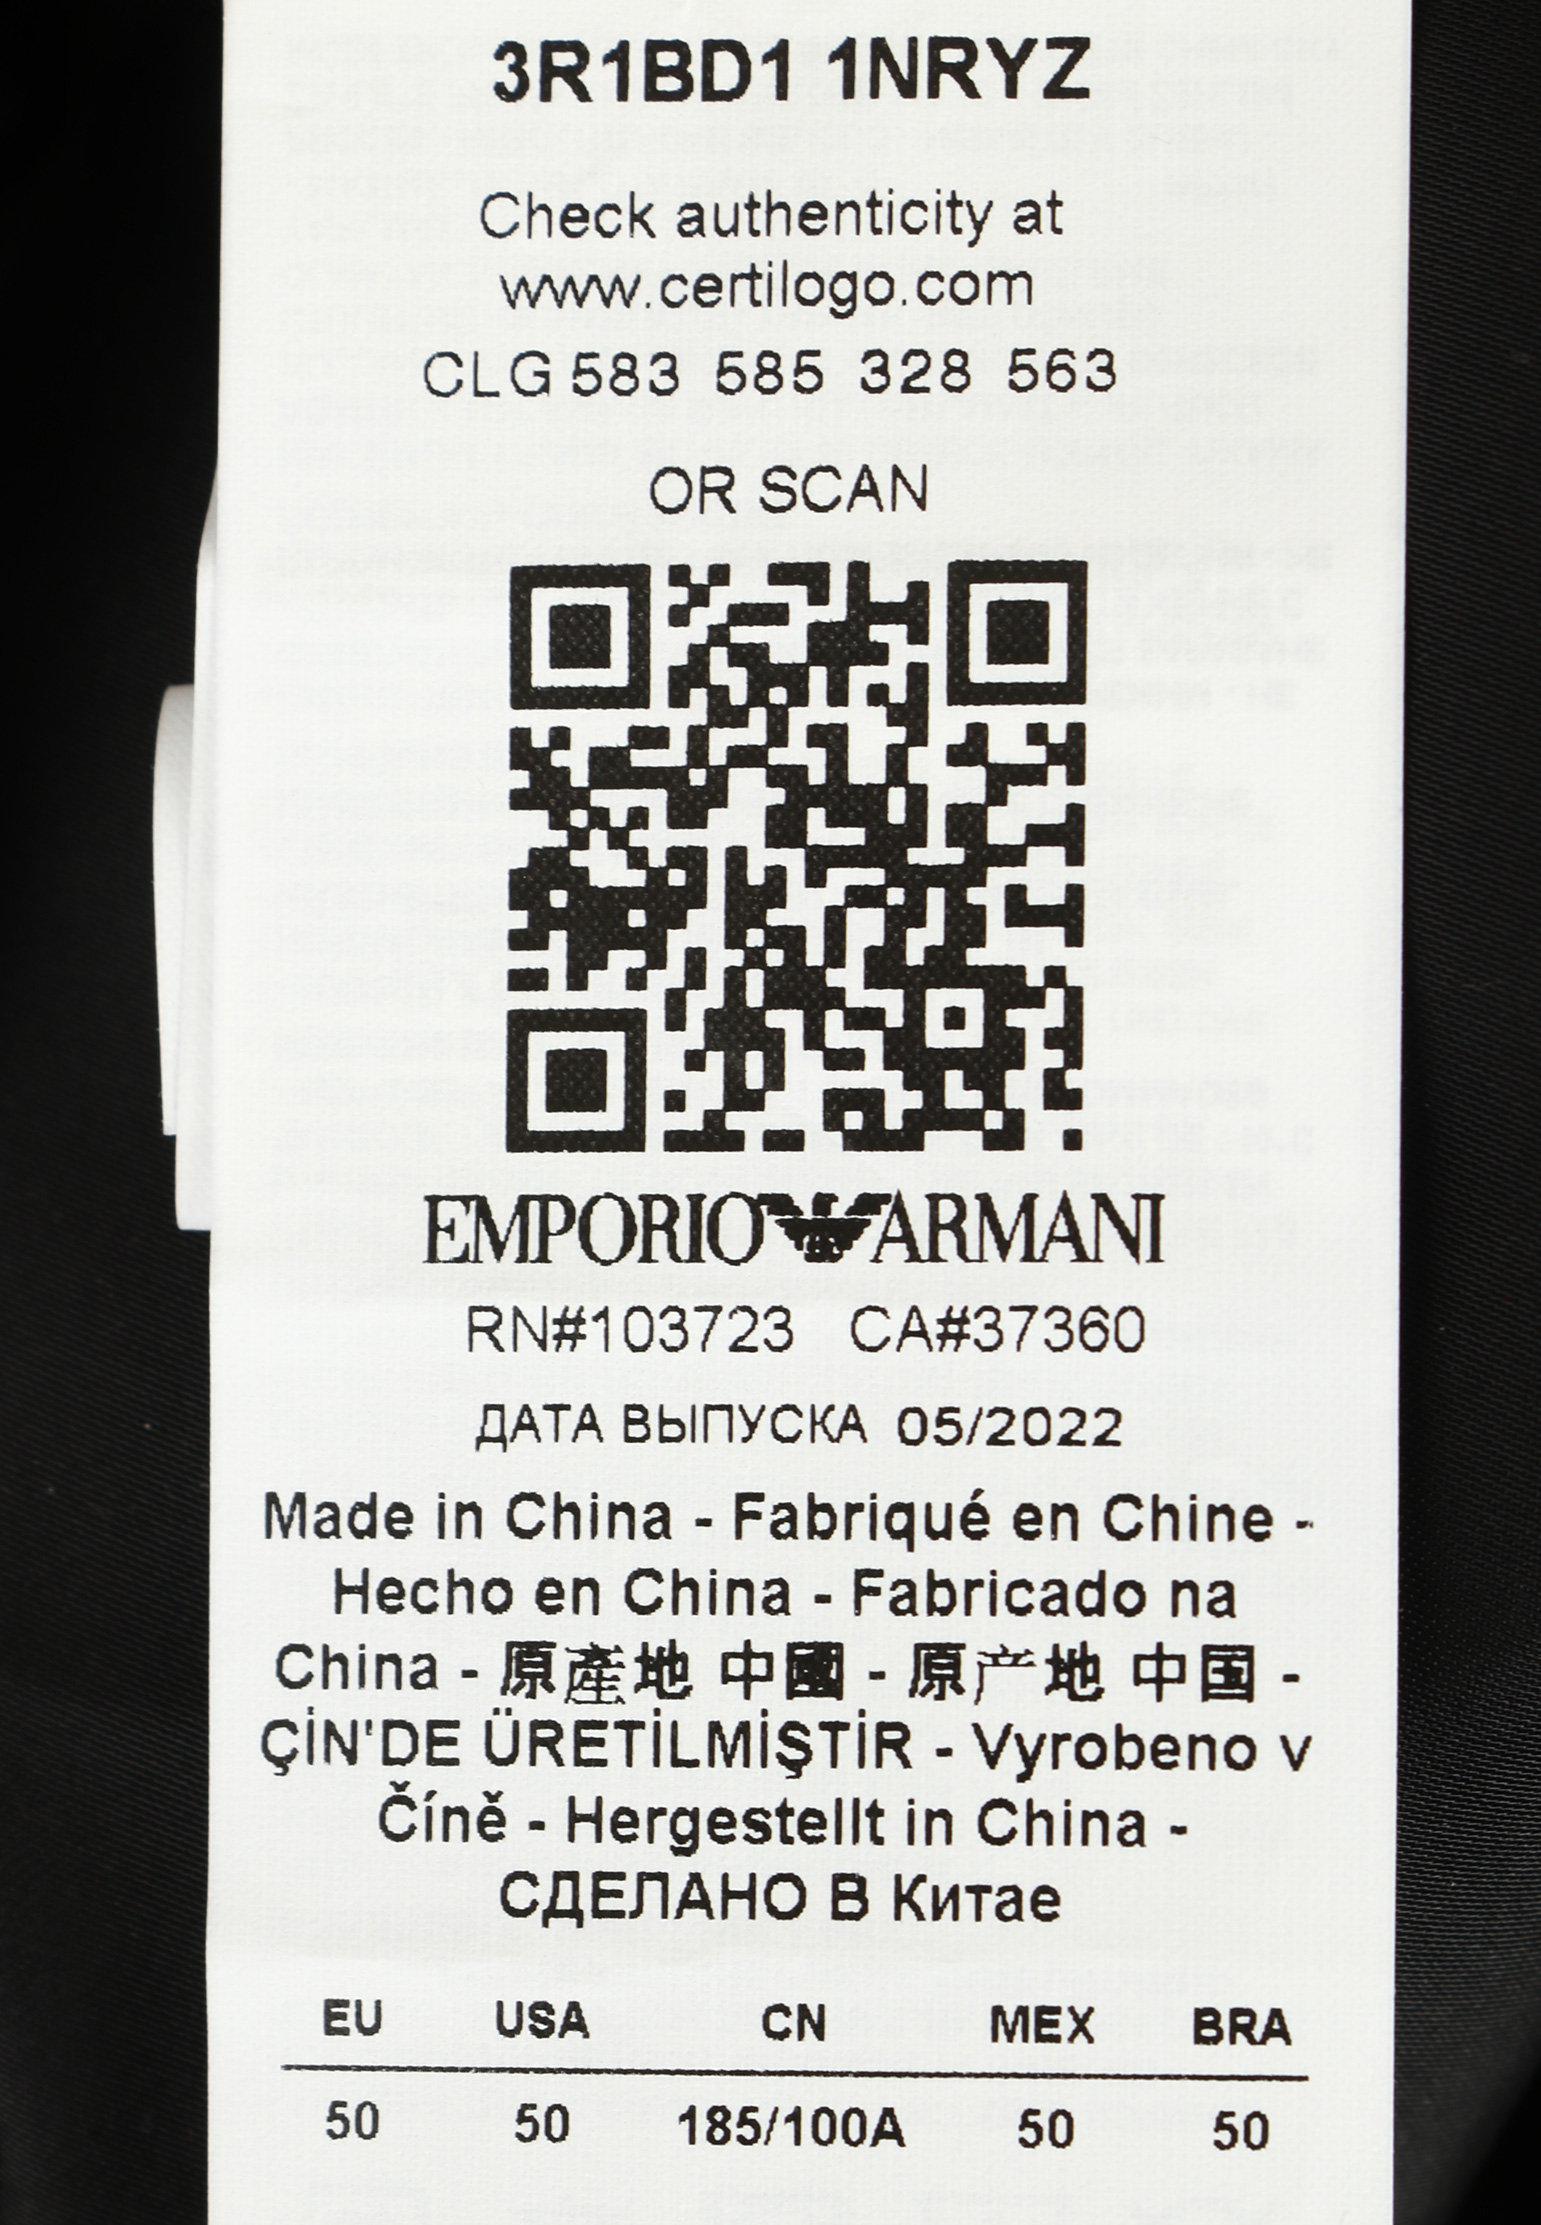 3R1BD1 1NRYZ
Check authenticity at
www.certilogo.com
CLG 583 585 328 563
OR SCAN
EMPORIO ARMANI
RN#103723 CA#37360
ДАТА ВЫПУСКА 05/2022
Made in China - Fabriqué en Chine -
Hecho en China - Fabricado na
China - 原產地 中國 - 原产地 中国 -
ÇİN'DE ÜRETİLMİŞTİR - Vyrobeno v
Číně - Hergestellt in China -
СДЕЛАНО В Китае
EU USA CN MEX BRA
50 50 185/100A 50 50